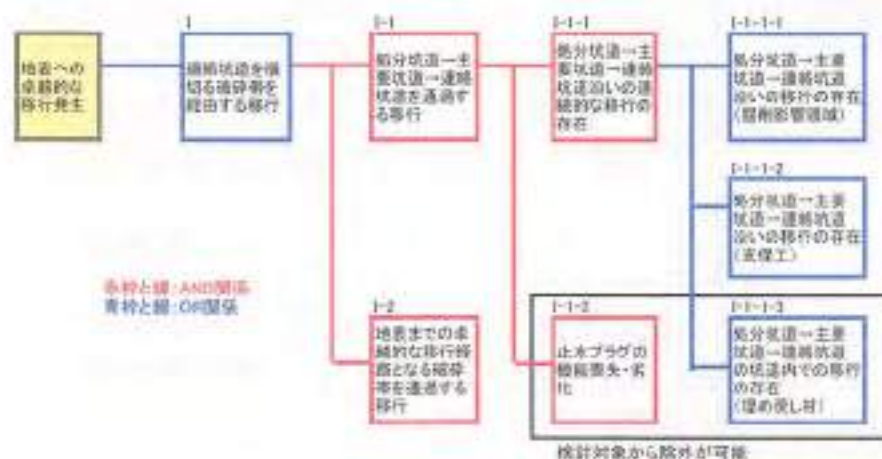 地表への
卓越的な
移行発生
I
連絡坑道を横
切る破砕帯を
経由する移行
I-1
処分坑道→主
要坑道→連絡
坑道を通過す
る移行
I-1-1
処分坑道→主
要坑道→連絡
坑道沿いの連
続的な移行の
存在
I-1-1-1
処分坑道→主要
坑道→連絡坑道
沿いの移行の存在
(掘削影響領域)
I-1-1-2
処分坑道→主要
坑道→連絡坑道
沿いの移行の存在
(支保工)
赤枠と線:AND関係
青枠と線:OR関係
I-2
地表までの卓
越的な移行経
路となる破砕
帯を通過する
移行
I-1-2
止水プラグの
機能喪失・劣
化
I-1-1-3
処分坑道→主要
坑道→連絡坑道
の坑道内での移行
の存在
(埋め戻し材)
検討対象から除外が可能